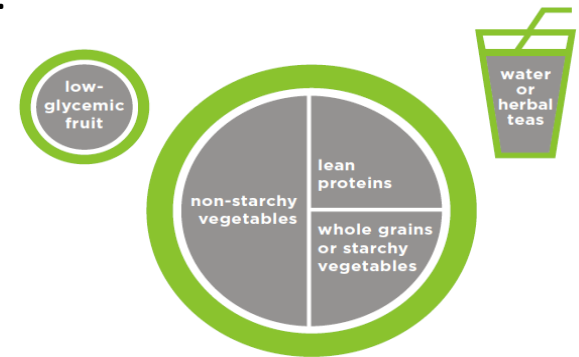 low-
glycemic
fruit
water
or
herbal
teas
non-starchy
vegetables
lean
proteins
whole grains
or starchy
vegetables